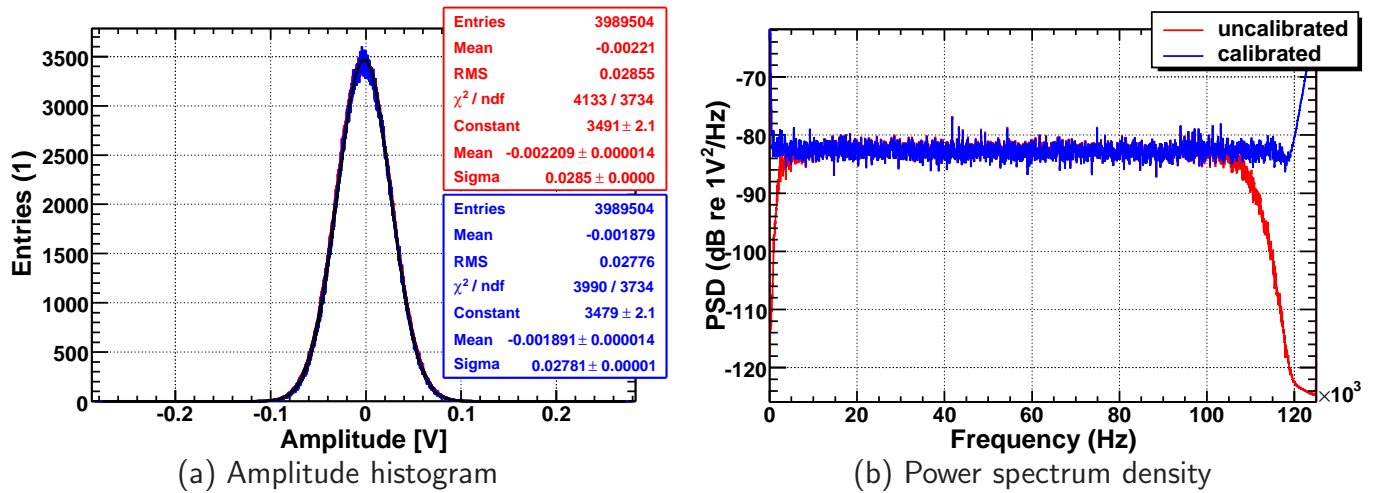 Entries 3989504
Mean -0.00221
RMS 0.02855
χ² / ndf 4133 / 3734
Constant 3491 ± 2.1
Mean -0.002209 ± 0.000014
Sigma 0.0285 ± 0.0000
Entries 3989504
Mean -0.001879
RMS 0.02776
χ² / ndf 3990 / 3734
Constant 3479 ± 2.1
Mean -0.001891 ± 0.000014
Sigma 0.02781 ± 0.00001
Entries (1)
3500
3000
2500
2000
1500
1000
500
0
-0.2 -0.1 0 0.1 0.2
Amplitude [V]
(a) Amplitude histogram
uncalibrated
calibrated
PSD (dB re 1V²/Hz)
-70
-80
-90
-100
-110
-120
0 20 40 60 80 100 120
×10³
Frequency (Hz)
(b) Power spectrum density